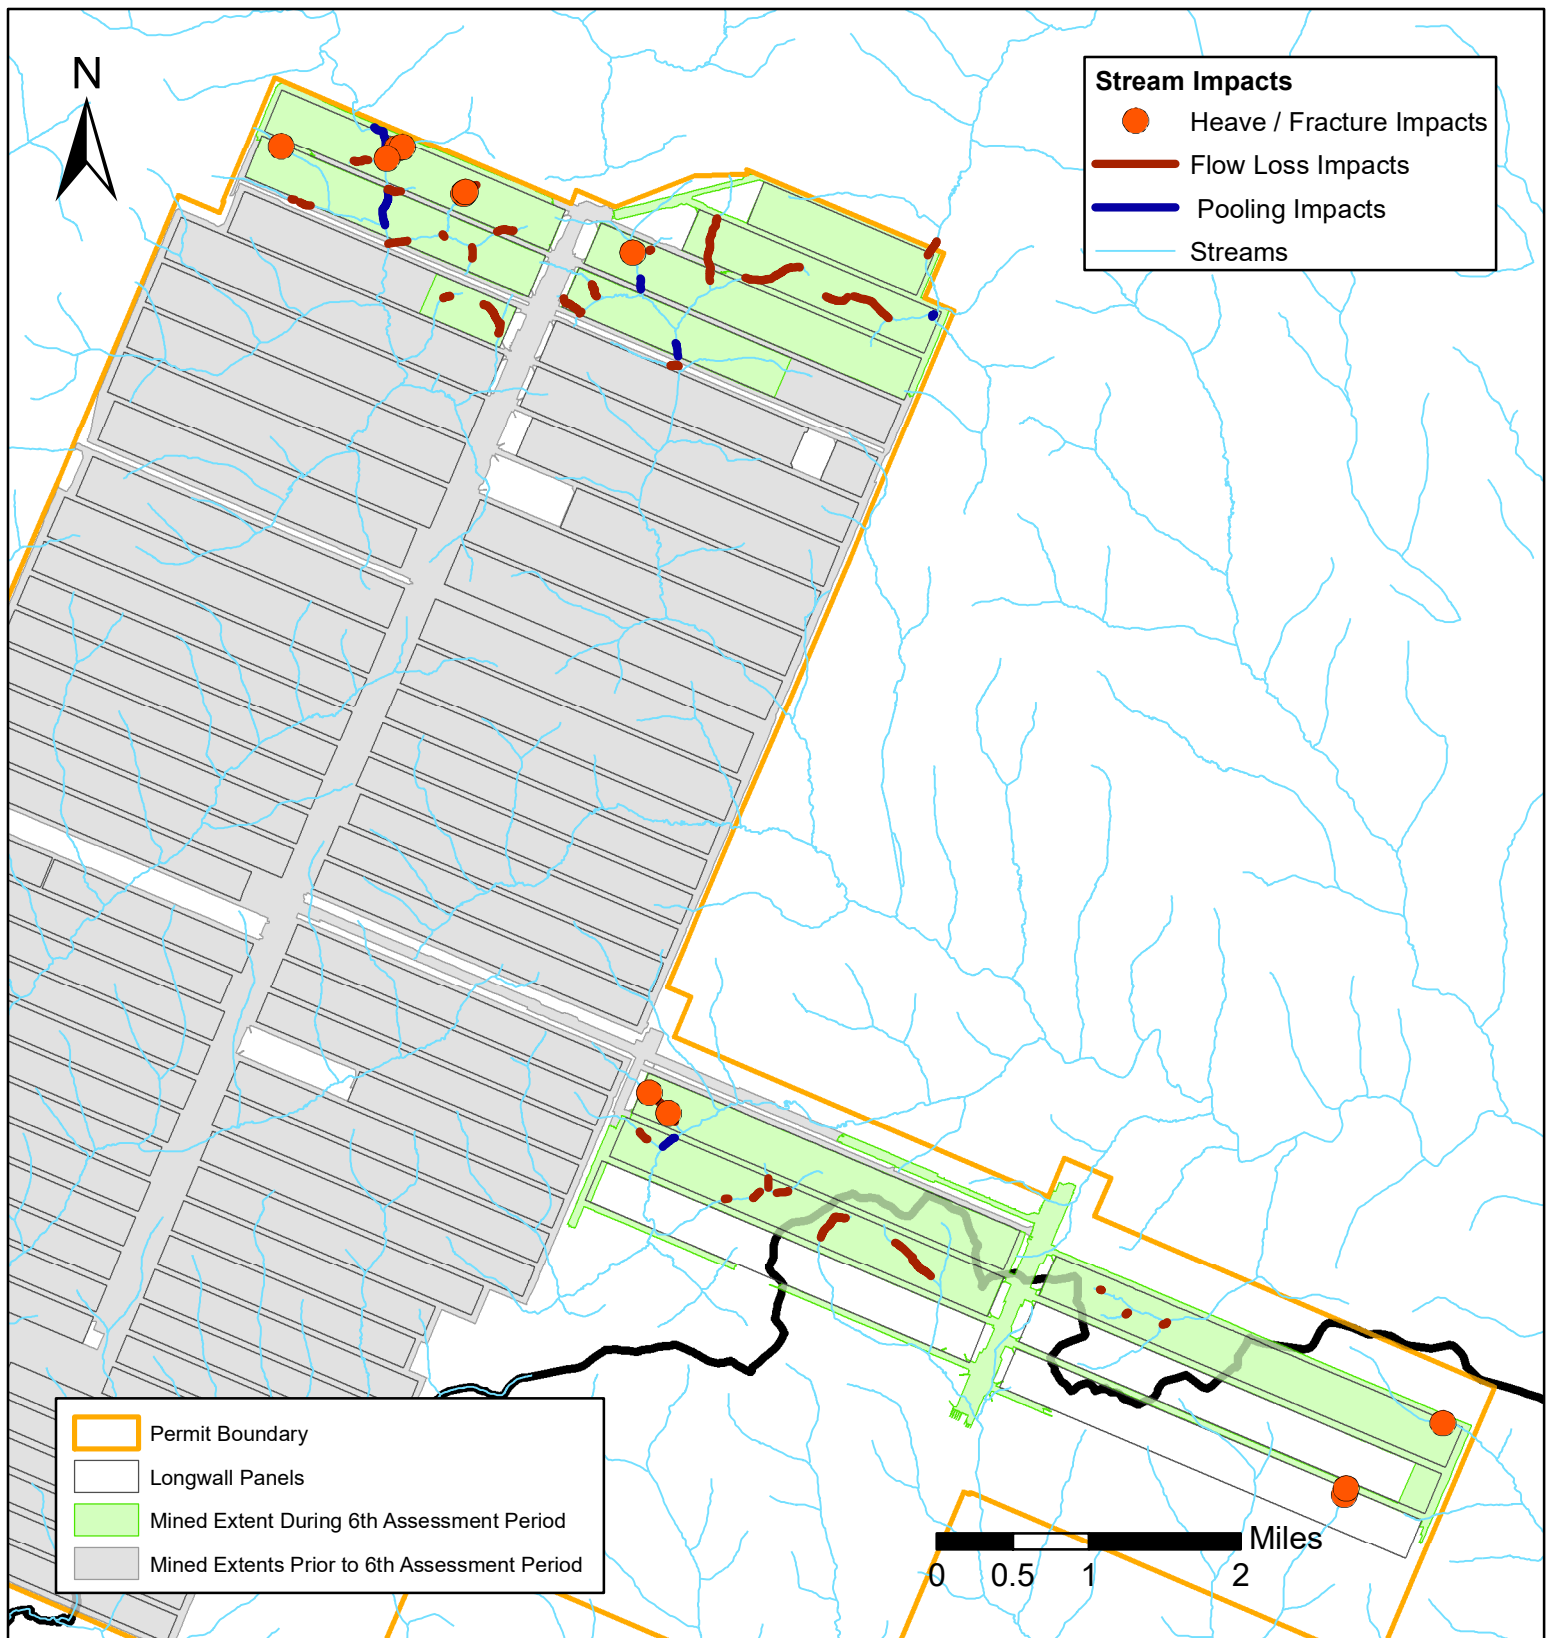 N
Stream Impacts
Heave / Fracture Impacts
Flow Loss Impacts
Pooling Impacts
Streams
Permit Boundary
Longwall Panels
Mined Extent During 6th Assessment Period
Mined Extents Prior to 6th Assessment Period
Miles
0 0.5 1 2